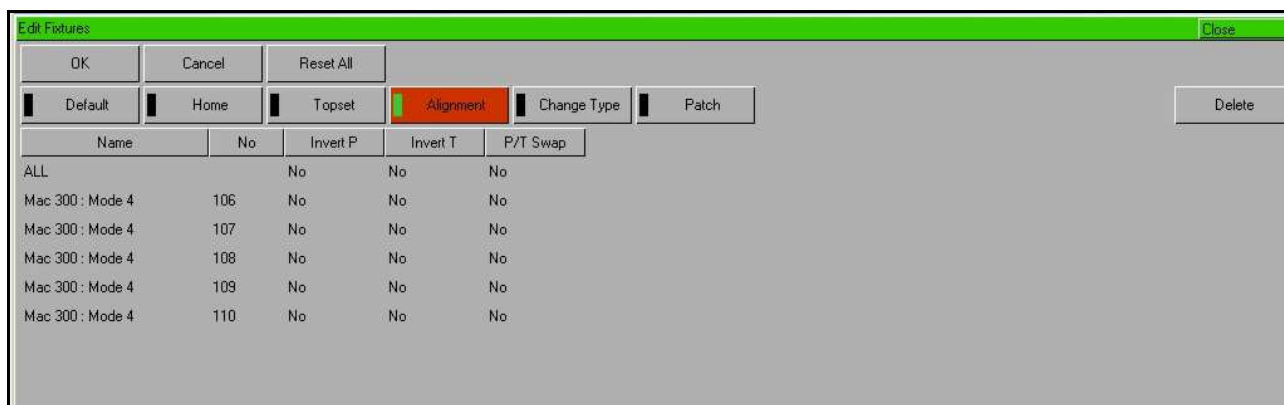 Edit Fixtures Close
OK Cancel Reset All
Default Home Topset Alignment Change Type Patch Delete
Name No Invert P Invert T P/T Swap
ALL No No No
Mac 300 : Mode 4 106 No No No
Mac 300 : Mode 4 107 No No No
Mac 300 : Mode 4 108 No No No
Mac 300 : Mode 4 109 No No No
Mac 300 : Mode 4 110 No No No